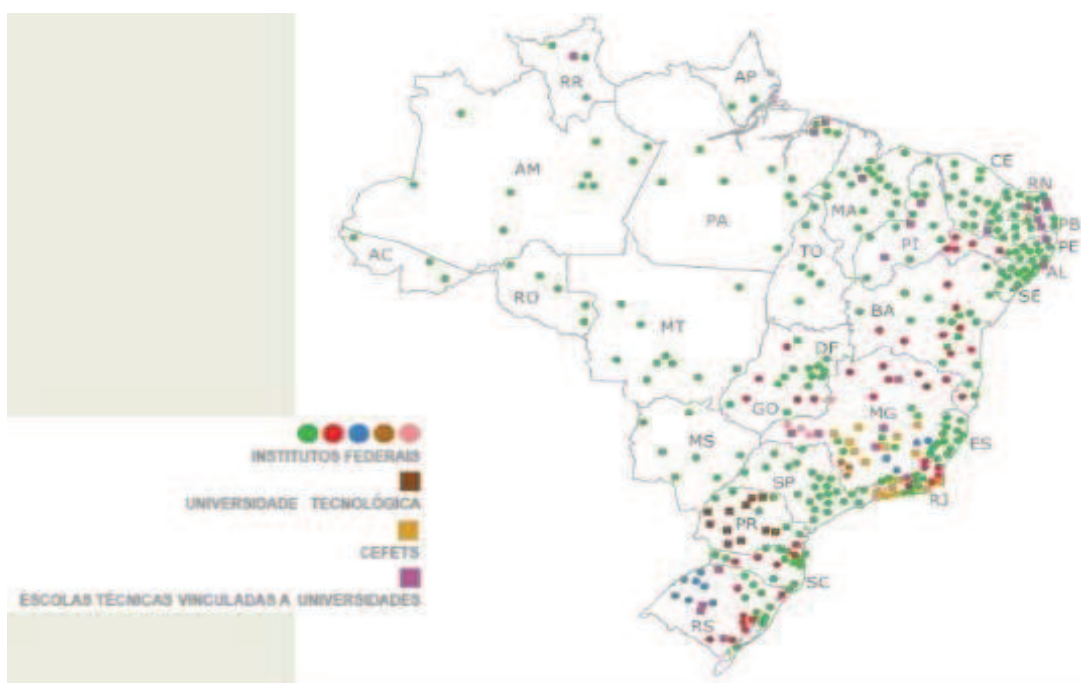 RR
AP
AM
PA
MA
CE
RN
PB
PE
AL
SE
PI
AC
TO
RO
BA
MT
DF
GO
MG
ES
MS
SP
RJ
PR
SC
RS
INSTITUTOS FEDERAIS
UNIVERSIDADE TECNOLÓGICA
CEFETS
ESCOLAS TÉCNICAS VINCULADAS A UNIVERSIDADES